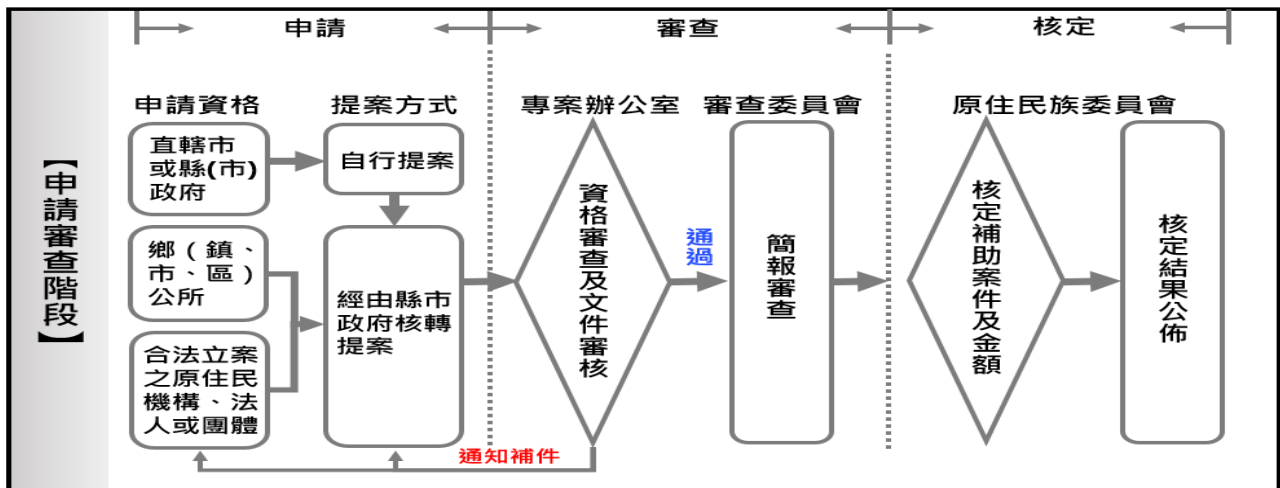 申請
審查
核定
【申請審查階段】
申請資格
提案方式
專案辦公室
審查委員會
原住民族委員會
直轄市
或縣(市)
政府
自行提案
鄉（鎮、
市、區）
公所
經由縣市
政府核轉
提案
合法立案
之原住民
機構、法
人或團體
資格審查及文件審核
通過
簡報審查
核定補助案件及金額
核定結果公佈
通知補件